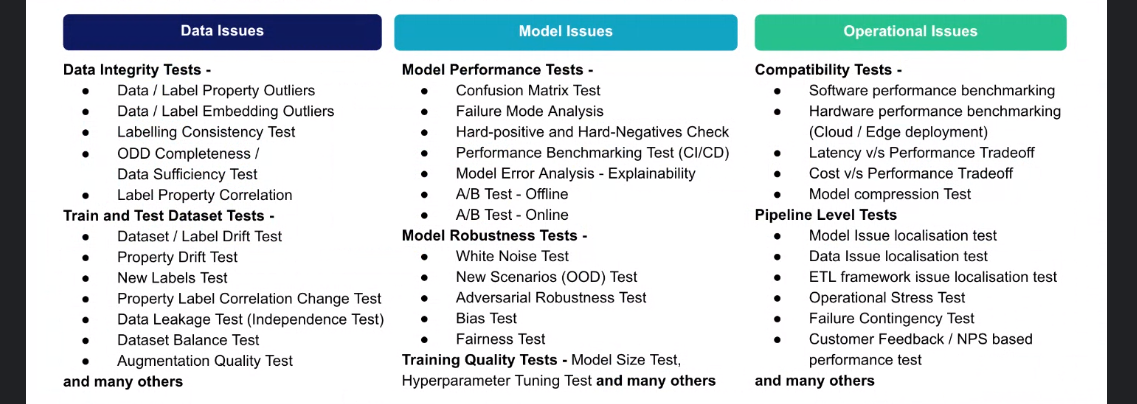 Data Issues
Data Integrity Tests -
● Data / Label Property Outliers
● Data / Label Embedding Outliers
● Labelling Consistency Test
● ODD Completeness /
Data Sufficiency Test
● Label Property Correlation
Train and Test Dataset Tests -
● Dataset / Label Drift Test
● Property Drift Test
● New Labels Test
● Property Label Correlation Change Test
● Data Leakage Test (Independence Test)
● Dataset Balance Test
● Augmentation Quality Test
and many others
Model Issues
Model Performance Tests -
● Confusion Matrix Test
● Failure Mode Analysis
● Hard-positive and Hard-Negatives Check
● Performance Benchmarking Test (CI/CD)
● Model Error Analysis - Explainability
● A/B Test - Offline
● A/B Test - Online
Model Robustness Tests -
● White Noise Test
● New Scenarios (OOD) Test
● Adversarial Robustness Test
● Bias Test
● Fairness Test
Training Quality Tests - Model Size Test,
Hyperparameter Tuning Test and many others
Operational Issues
Compatibility Tests -
● Software performance benchmarking
● Hardware performance benchmarking
(Cloud / Edge deployment)
● Latency v/s Performance Tradeoff
● Cost v/s Performance Tradeoff
● Model compression Test
Pipeline Level Tests
● Model Issue localisation test
● Data Issue localisation test
● ETL framework issue localisation test
● Operational Stress Test
● Failure Contingency Test
● Customer Feedback / NPS based
performance test
and many others